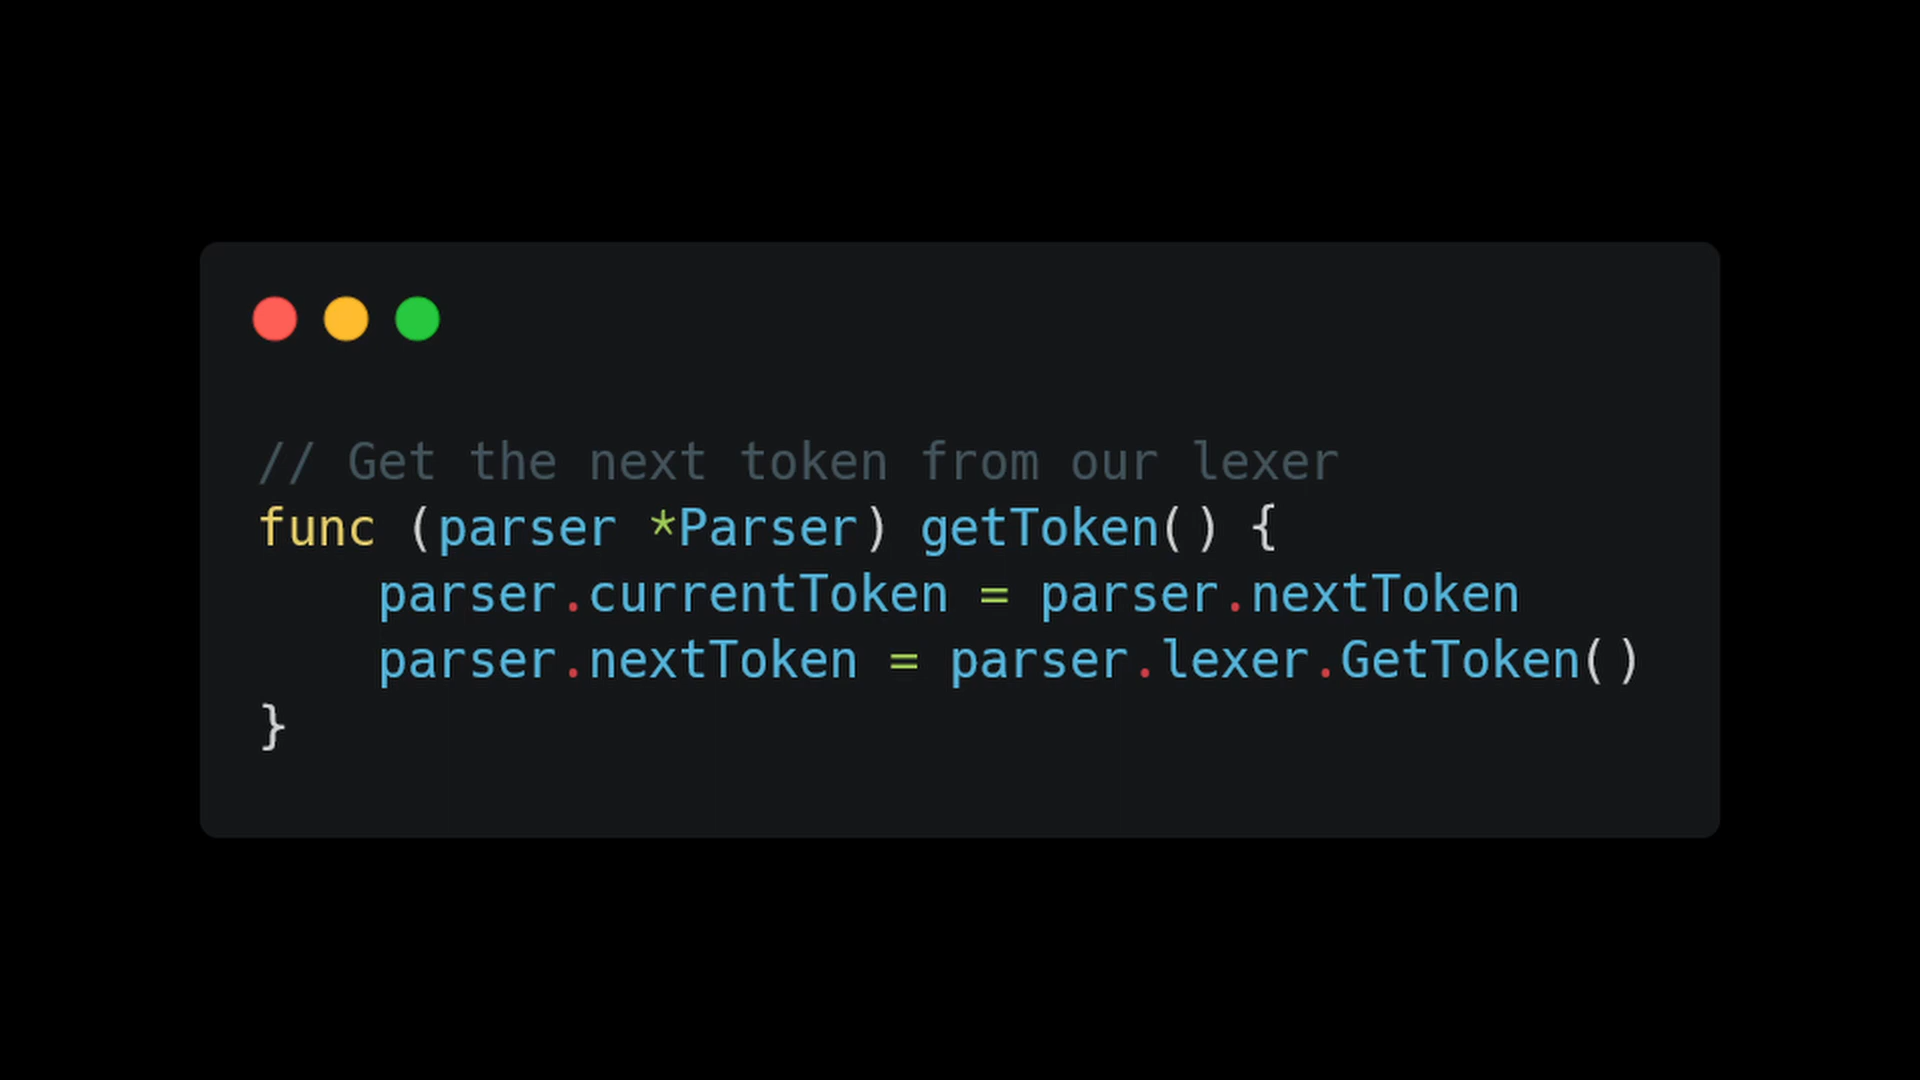 // Get the next token from our lexer
func (parser *Parser) getToken() {
    parser.currentToken = parser.nextToken
    parser.nextToken = parser.lexer.GetToken()
}